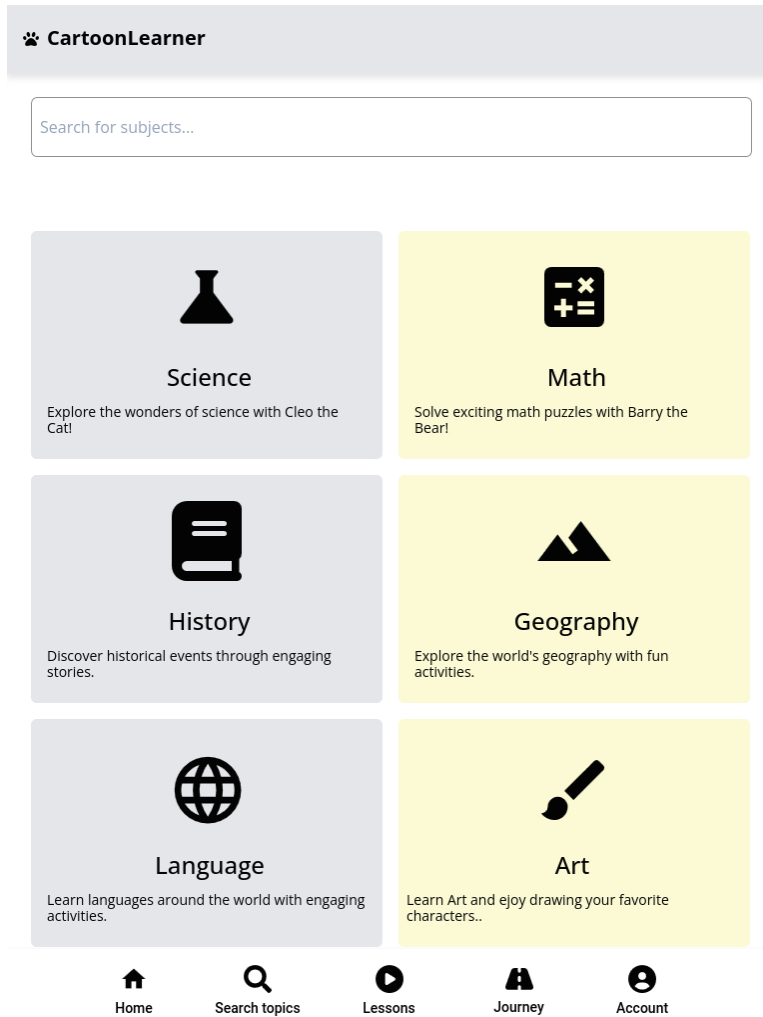 CartoonLearner
Search for subjects...
Science
Explore the wonders of science with Cleo the
Cat!
Math
Solve exciting math puzzles with Barry the
Bear!
History
Discover historical events through engaging
stories.
Geography
Explore the world's geography with fun
activities.
Language
Learn languages around the world with engaging
activities.
Art
Learn Art and ejoy drawing your favorite
characters..
Home
Search topics
Lessons
Journey
Account